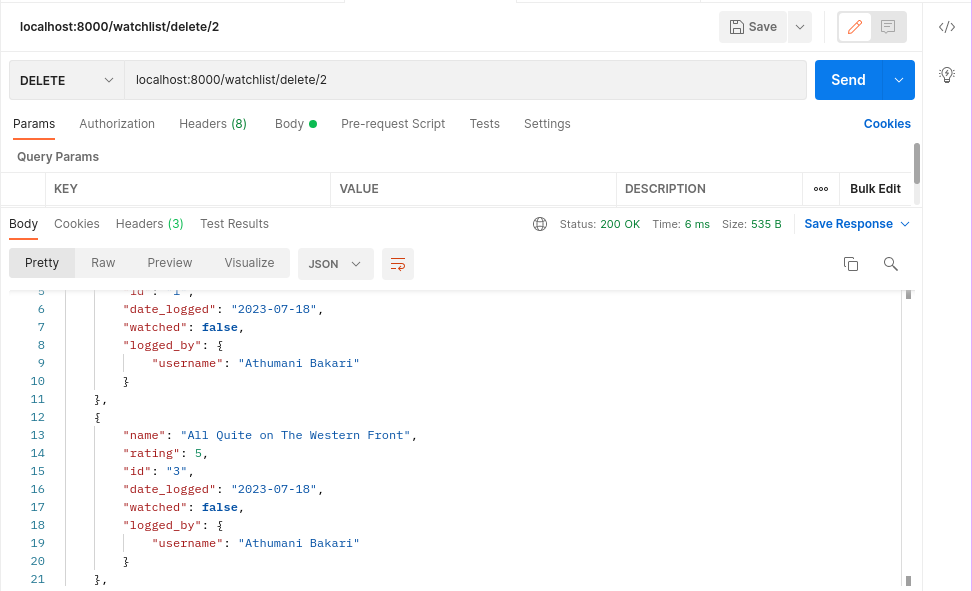 localhost:8000/watchlist/delete/2
Save
DELETE localhost:8000/watchlist/delete/2 Send
Params Authorization Headers (8) Body Pre-request Script Tests Settings Cookies
Query Params
KEY VALUE DESCRIPTION Bulk Edit
Body Cookies Headers (3) Test Results Status: 200 OK Time: 6 ms Size: 535 B Save Response
Pretty Raw Preview Visualize JSON
5 "id": "1",
6 "date_logged": "2023-07-18",
7 "watched": false,
8 "logged_by": {
9 "username": "Athumani Bakari"
10 }
11 },
12 {
13 "name": "All Quite on The Western Front",
14 "rating": 5,
15 "id": "3",
16 "date_logged": "2023-07-18",
17 "watched": false,
18 "logged_by": {
19 "username": "Athumani Bakari"
20 }
21 },